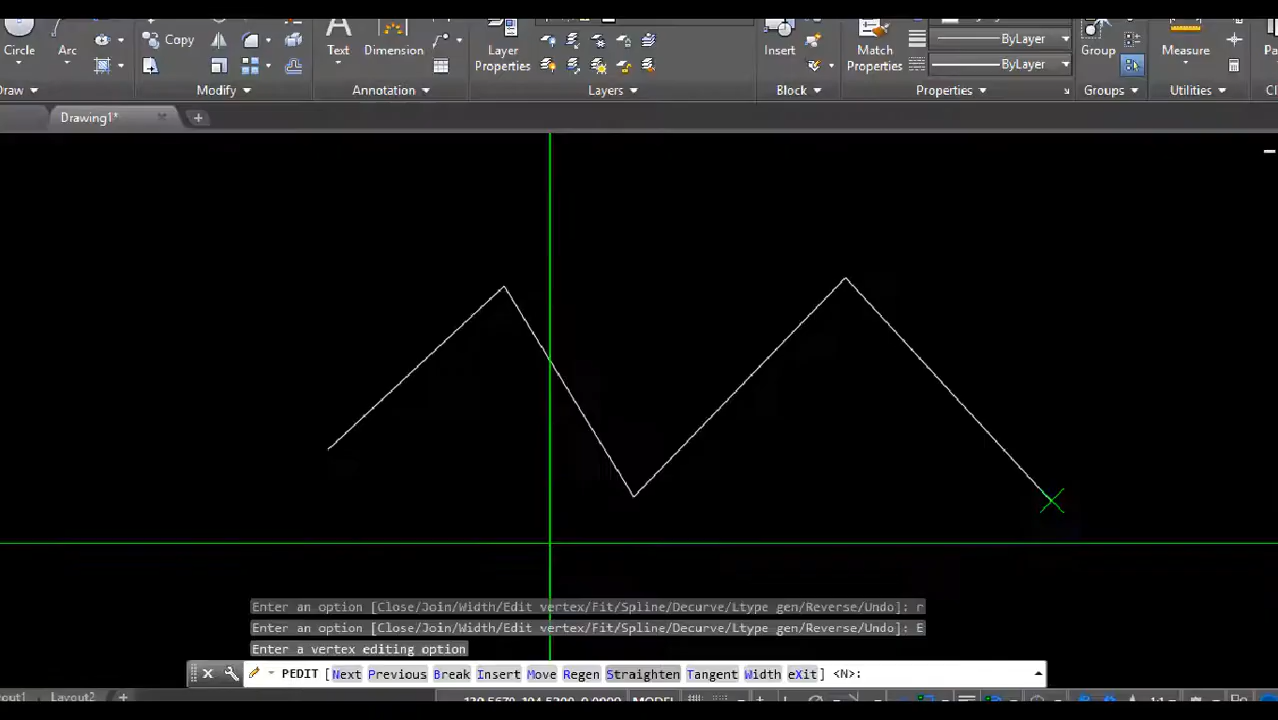 Circle Arc Copy Text Dimension Layer Properties Insert Match Properties ByLayer ByLayer Group Measure
Modify Annotation Layers Block Properties Groups Utilities
Drawing1*
Enter an option [Close/Join/Width/Edit vertex/Fit/Spline/Decurve/Ltype gen/Reverse/Undo]: r
Enter an option [Close/Join/Width/Edit vertex/Fit/Spline/Decurve/Ltype gen/Reverse/Undo]: E
Enter a vertex editing option
PEDIT [Next Previous Break Insert Move Regen Straighten Tangent Width eXit] <N>:
Layout2 MODEL 1:1